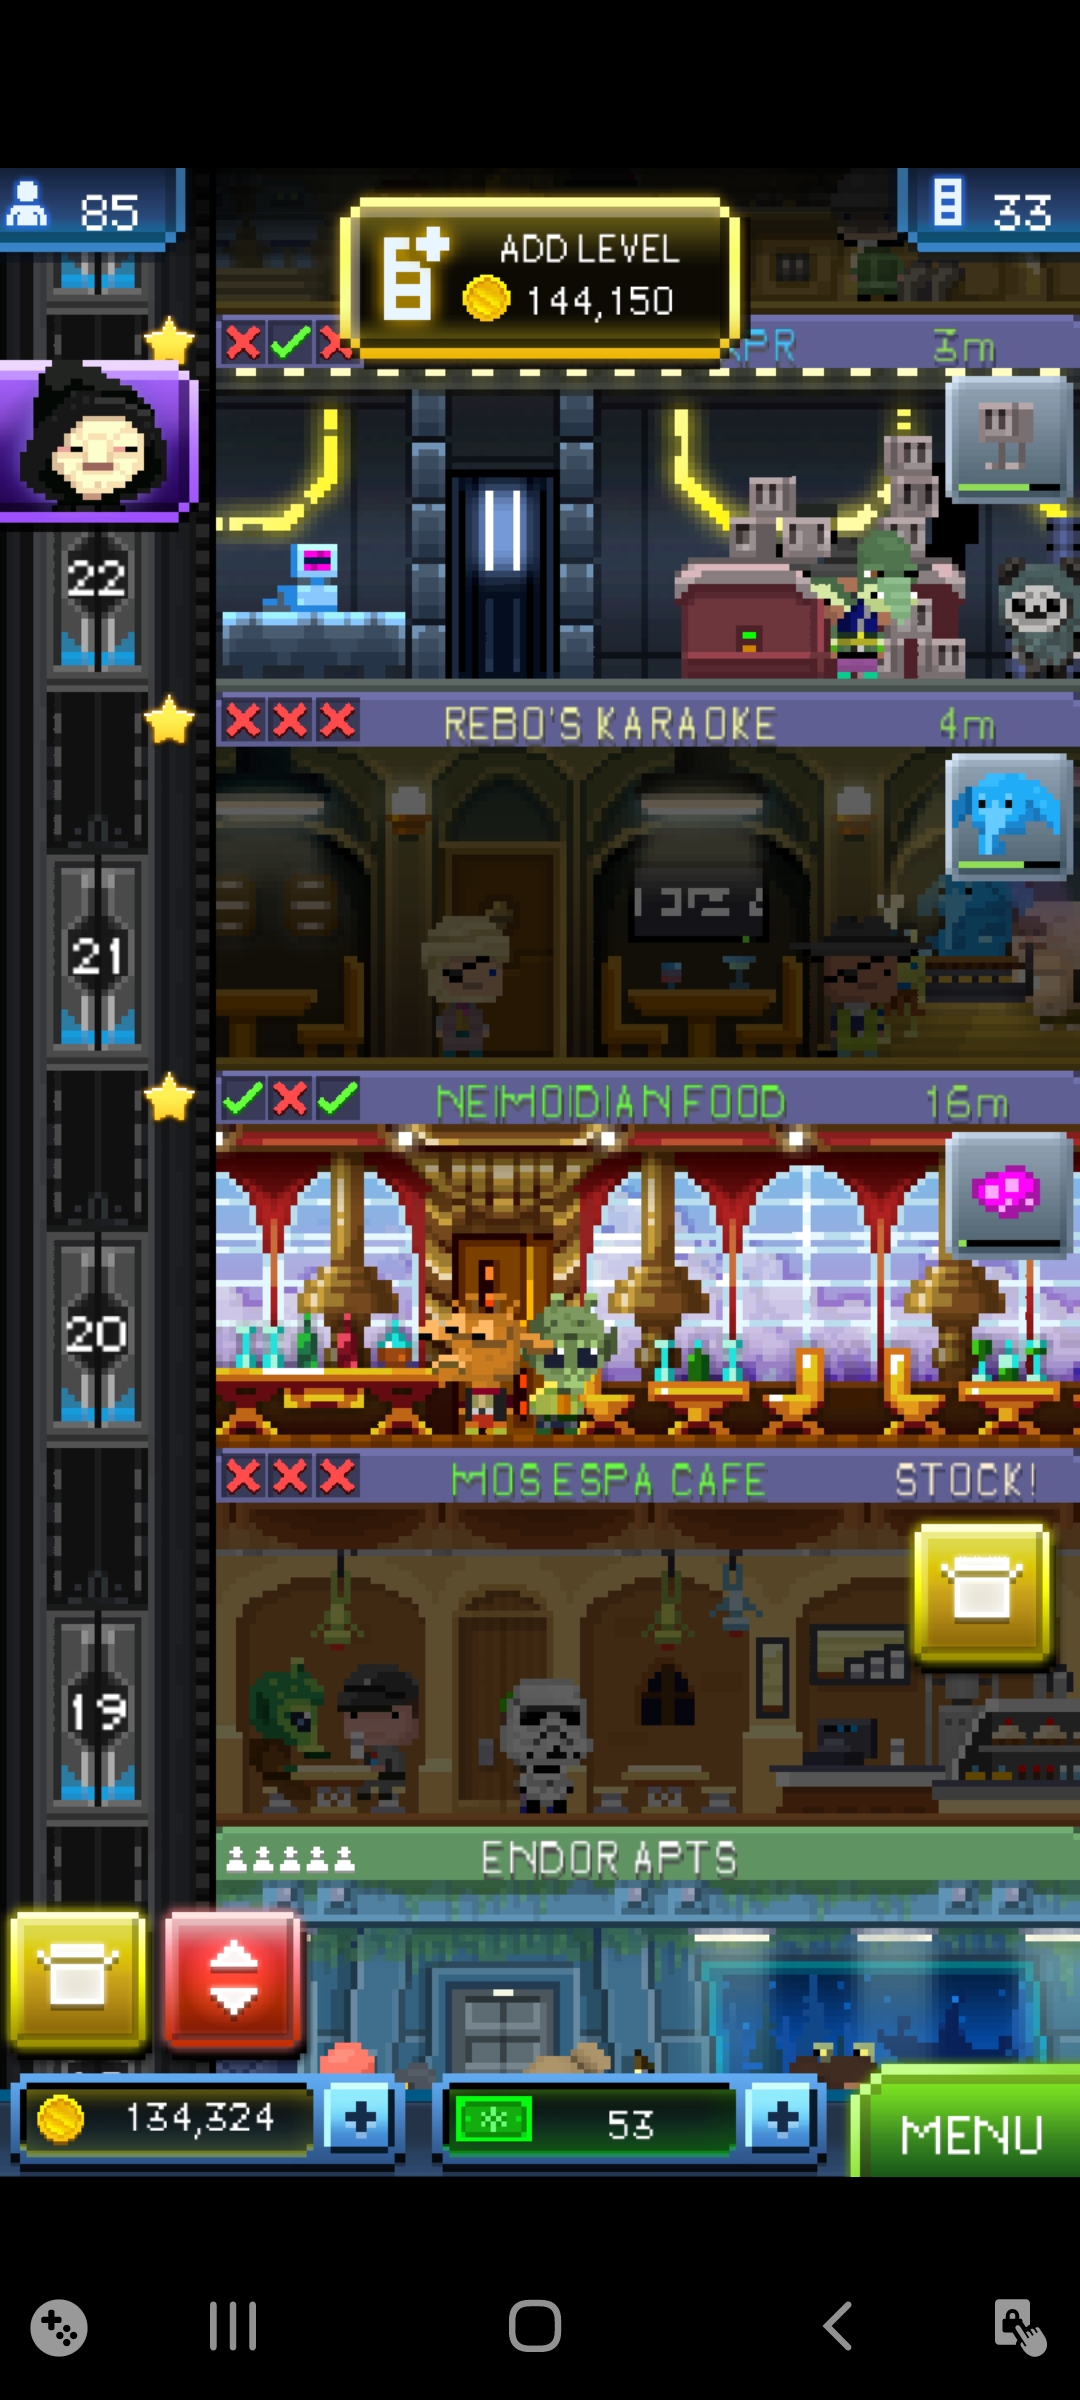 85
ADD LEVEL
144,150
33
3m
22
REBO'S KARAOKE
4m
21
NEIMOIDIAN FOOD
16m
20
MOS ESPA CAFE
STOCK!
19
ENDOR APTS
134,324
53
MENU